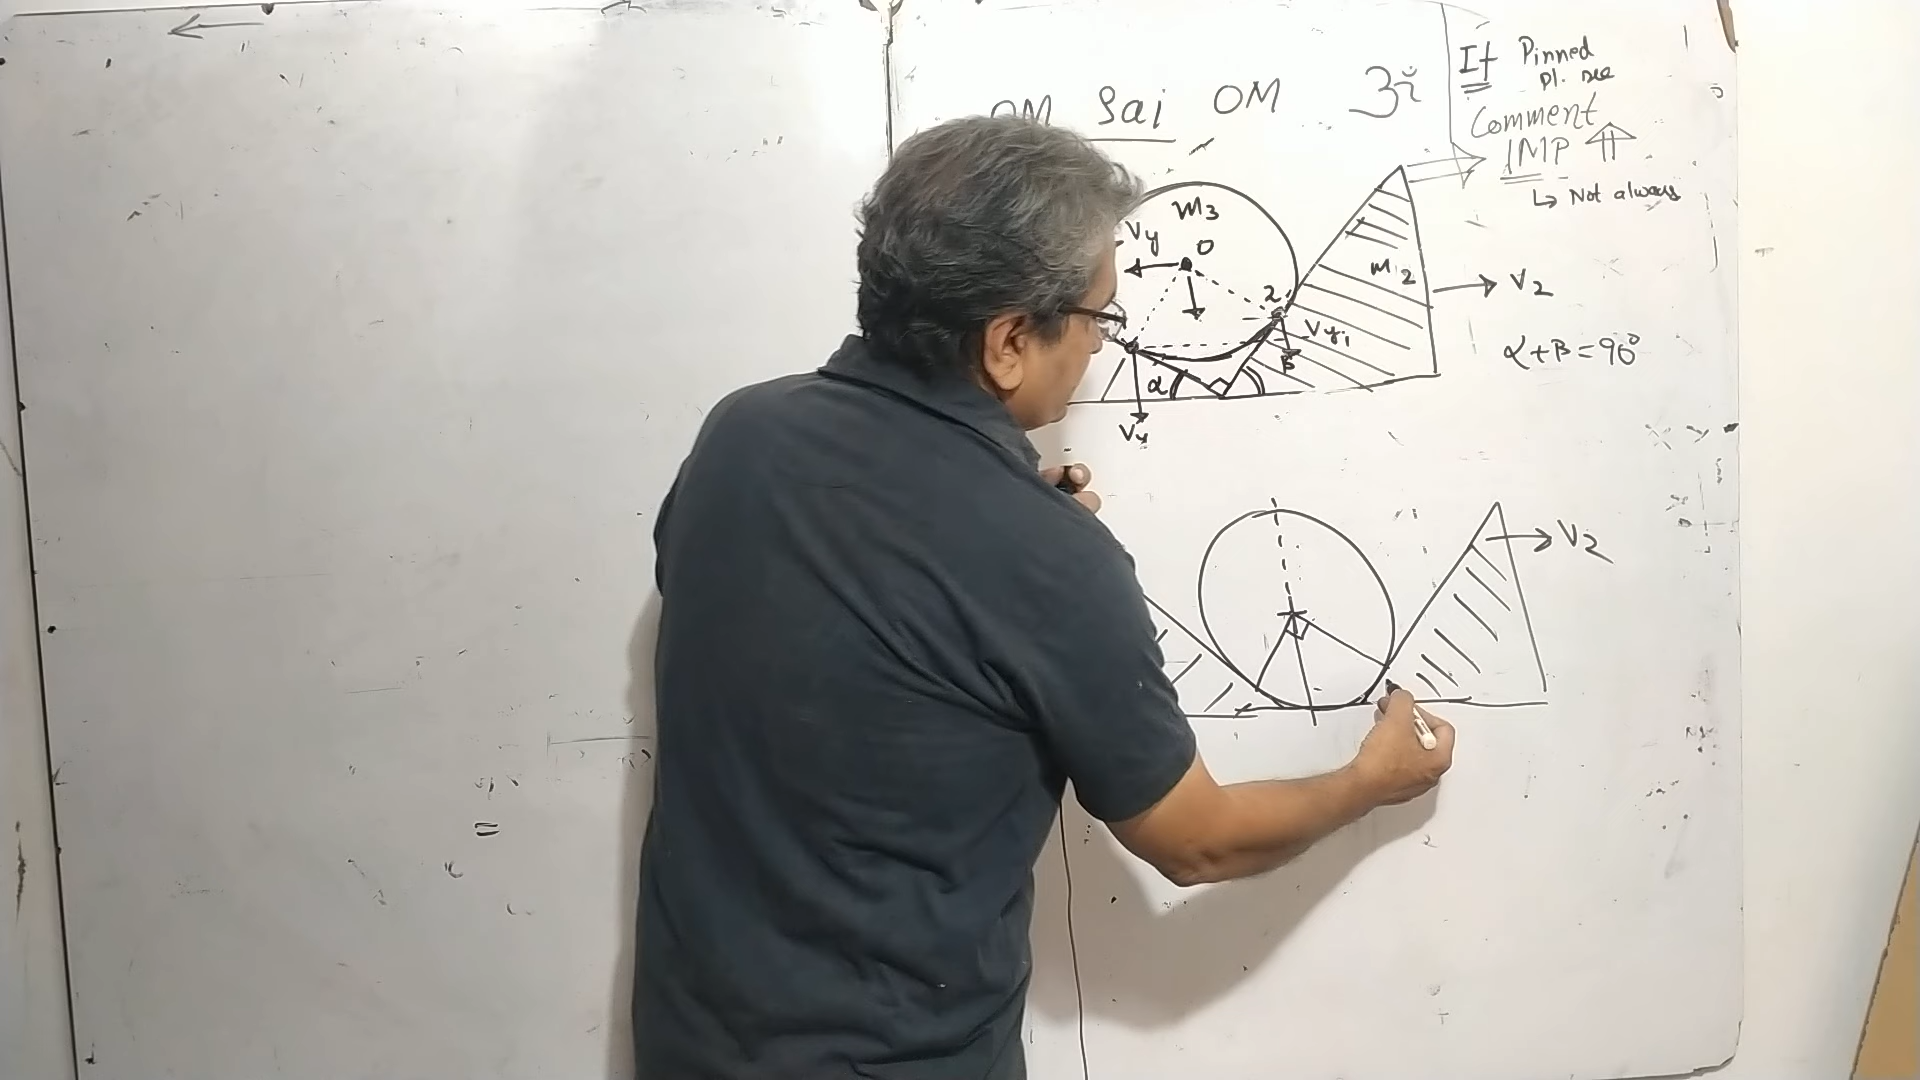 OM Sai OM ॐ
If Pinned
pl. see
Comment
IMP
↳ Not always
m3
Vy
O
2
m2
V2
Vy1
α
β
α+β=90°
Vy
V2
=